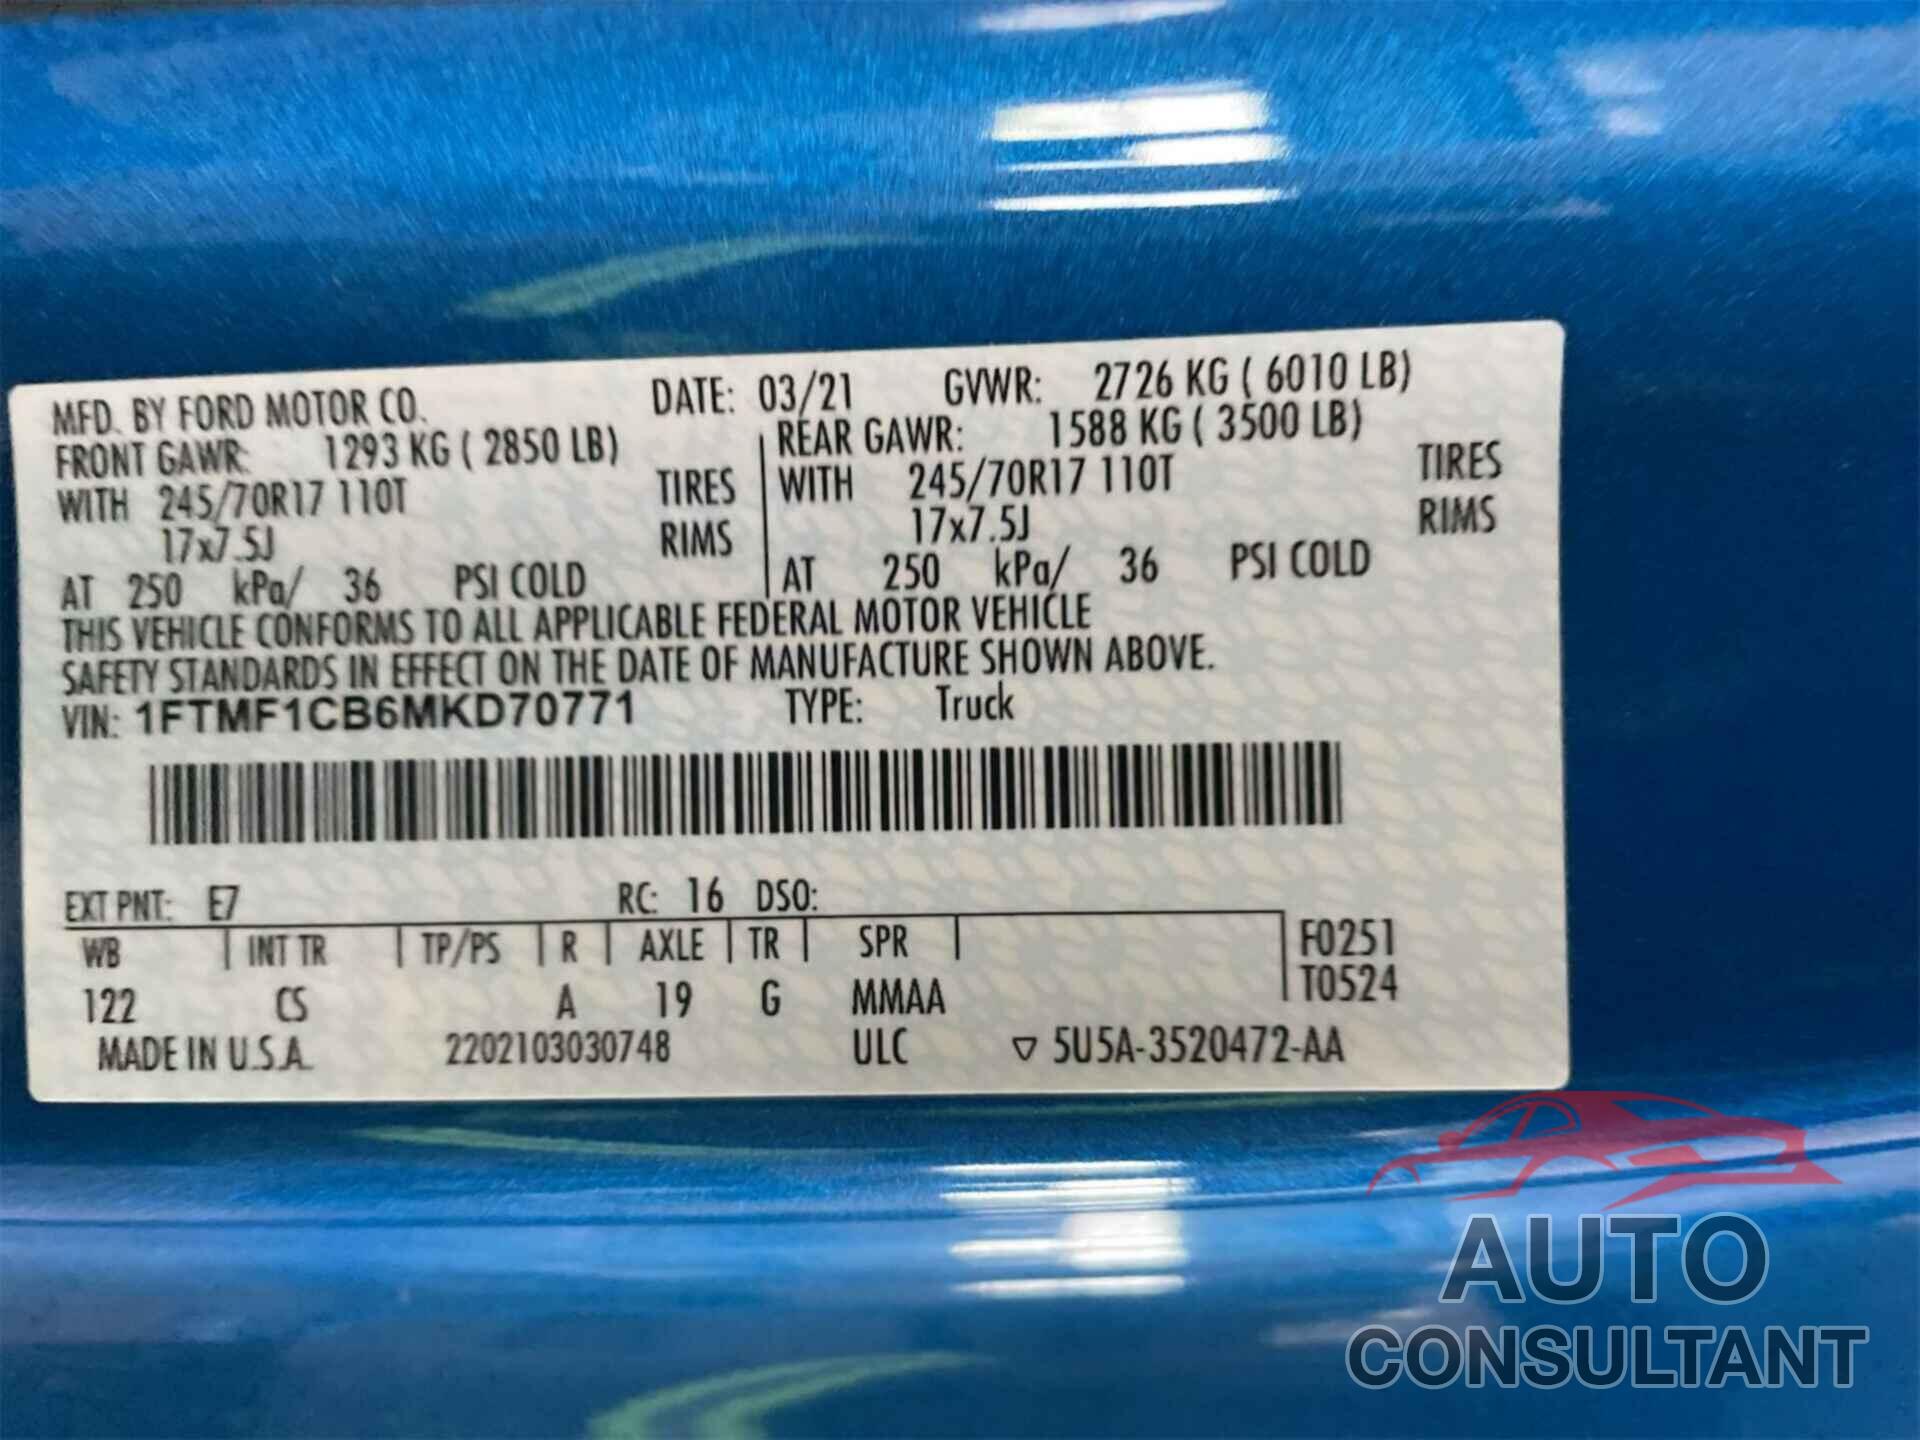 MFD. BY FORD MOTOR CO. DATE: 03/21 GVWR: 2726 KG ( 6010 LB)
FRONT GAWR: 1293 KG ( 2850 LB) REAR GAWR: 1588 KG ( 3500 LB)
WITH 245/70R17 110T TIRES WITH 245/70R17 110T TIRES
17x7.5J RIMS 17x7.5J RIMS
AT 250 kPa/ 36 PSI COLD AT 250 kPa/ 36 PSI COLD
THIS VEHICLE CONFORMS TO ALL APPLICABLE FEDERAL MOTOR VEHICLE
SAFETY STANDARDS IN EFFECT ON THE DATE OF MANUFACTURE SHOWN ABOVE.
VIN: 1FTMF1CB6MKD70771 TYPE: Truck
EXT PNT: E7 RC: 16 DSO:
WB INT TR TP/PS R AXLE TR SPR F0251
122 CS A 19 G MMAA T0524
MADE IN U.S.A. 2202103030748 ULC ▽ 5U5A-3520472-AA
AUTO
CONSULTANT